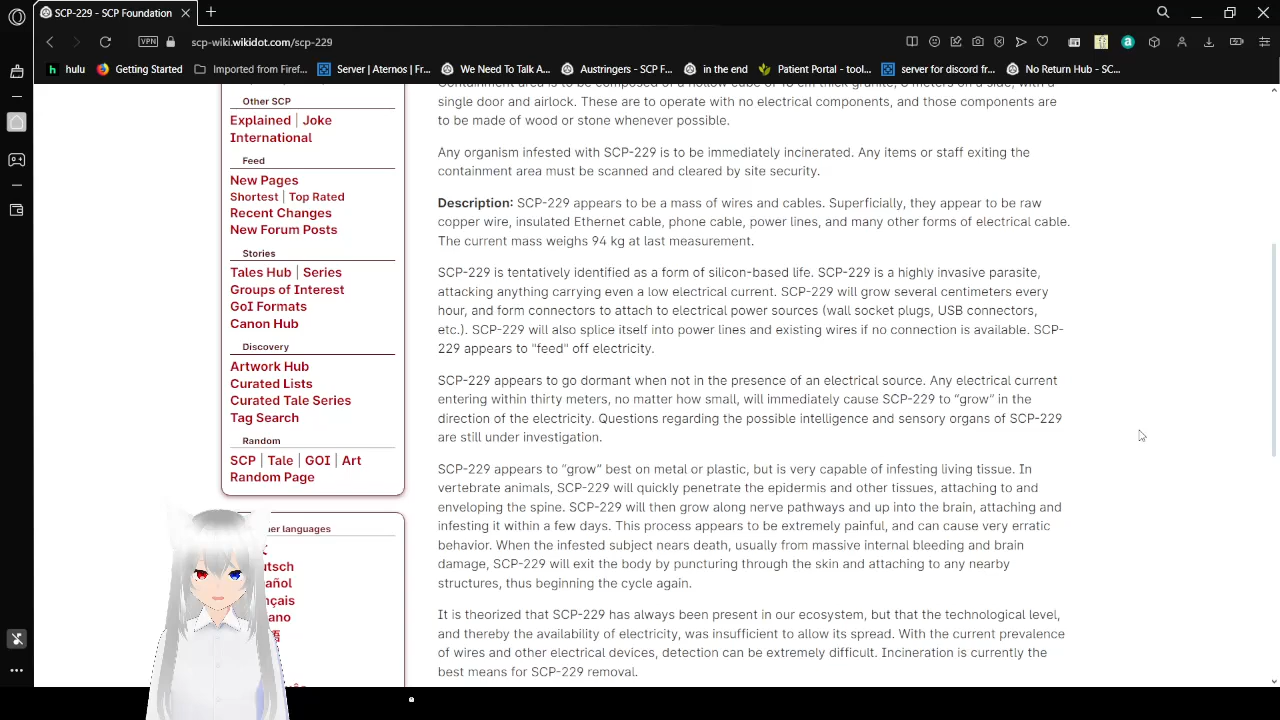 SCP-229 - SCP Foundation
VPN scp-wiki.wikidot.com/scp-229
hulu Getting Started Imported from Firef... Server | Aternos | Fr... We Need To Talk A... Austringers - SCP F... in the end Patient Portal - tool... server for discord fr... No Return Hub - SC...
Other SCP
Explained | Joke
International
Feed
New Pages
Shortest | Top Rated
Recent Changes
New Forum Posts
Stories
Tales Hub | Series
Groups of Interest
GoI Formats
Canon Hub
Discovery
Artwork Hub
Curated Lists
Curated Tale Series
Tag Search
Random
SCP | Tale | GOI | Art
Random Page
languages
single door and airlock. These are to operate with no electrical components, and those components are
to be made of wood or stone whenever possible.
Any organism infested with SCP-229 is to be immediately incinerated. Any items or staff exiting the
containment area must be scanned and cleared by site security.
Description: SCP-229 appears to be a mass of wires and cables. Superficially, they appear to be raw
copper wire, insulated Ethernet cable, phone cable, power lines, and many other forms of electrical cable.
The current mass weighs 94 kg at last measurement.
SCP-229 is tentatively identified as a form of silicon-based life. SCP-229 is a highly invasive parasite,
attacking anything carrying even a low electrical current. SCP-229 will grow several centimeters every
hour, and form connectors to attach to electrical power sources (wall socket plugs, USB connectors,
etc.). SCP-229 will also splice itself into power lines and existing wires if no connection is available. SCP-
229 appears to "feed" off electricity.
SCP-229 appears to go dormant when not in the presence of an electrical source. Any electrical current
entering within thirty meters, no matter how small, will immediately cause SCP-229 to “grow” in the
direction of the electricity. Questions regarding the possible intelligence and sensory organs of SCP-229
are still under investigation.
SCP-229 appears to “grow” best on metal or plastic, but is very capable of infesting living tissue. In
vertebrate animals, SCP-229 will quickly penetrate the epidermis and other tissues, attaching to and
enveloping the spine. SCP-229 will then grow along nerve pathways and up into the brain, attaching and
infesting it within a few days. This process appears to be extremely painful, and can cause very erratic
behavior. When the infested subject nears death, usually from massive internal bleeding and brain
damage, SCP-229 will exit the body by puncturing through the skin and attaching to any nearby
structures, thus beginning the cycle again.
It is theorized that SCP-229 has always been present in our ecosystem, but that the technological level,
and thereby the availability of electricity, was insufficient to allow its spread. With the current prevalence
of wires and other electrical devices, detection can be extremely difficult. Incineration is currently the
best means for SCP-229 removal.